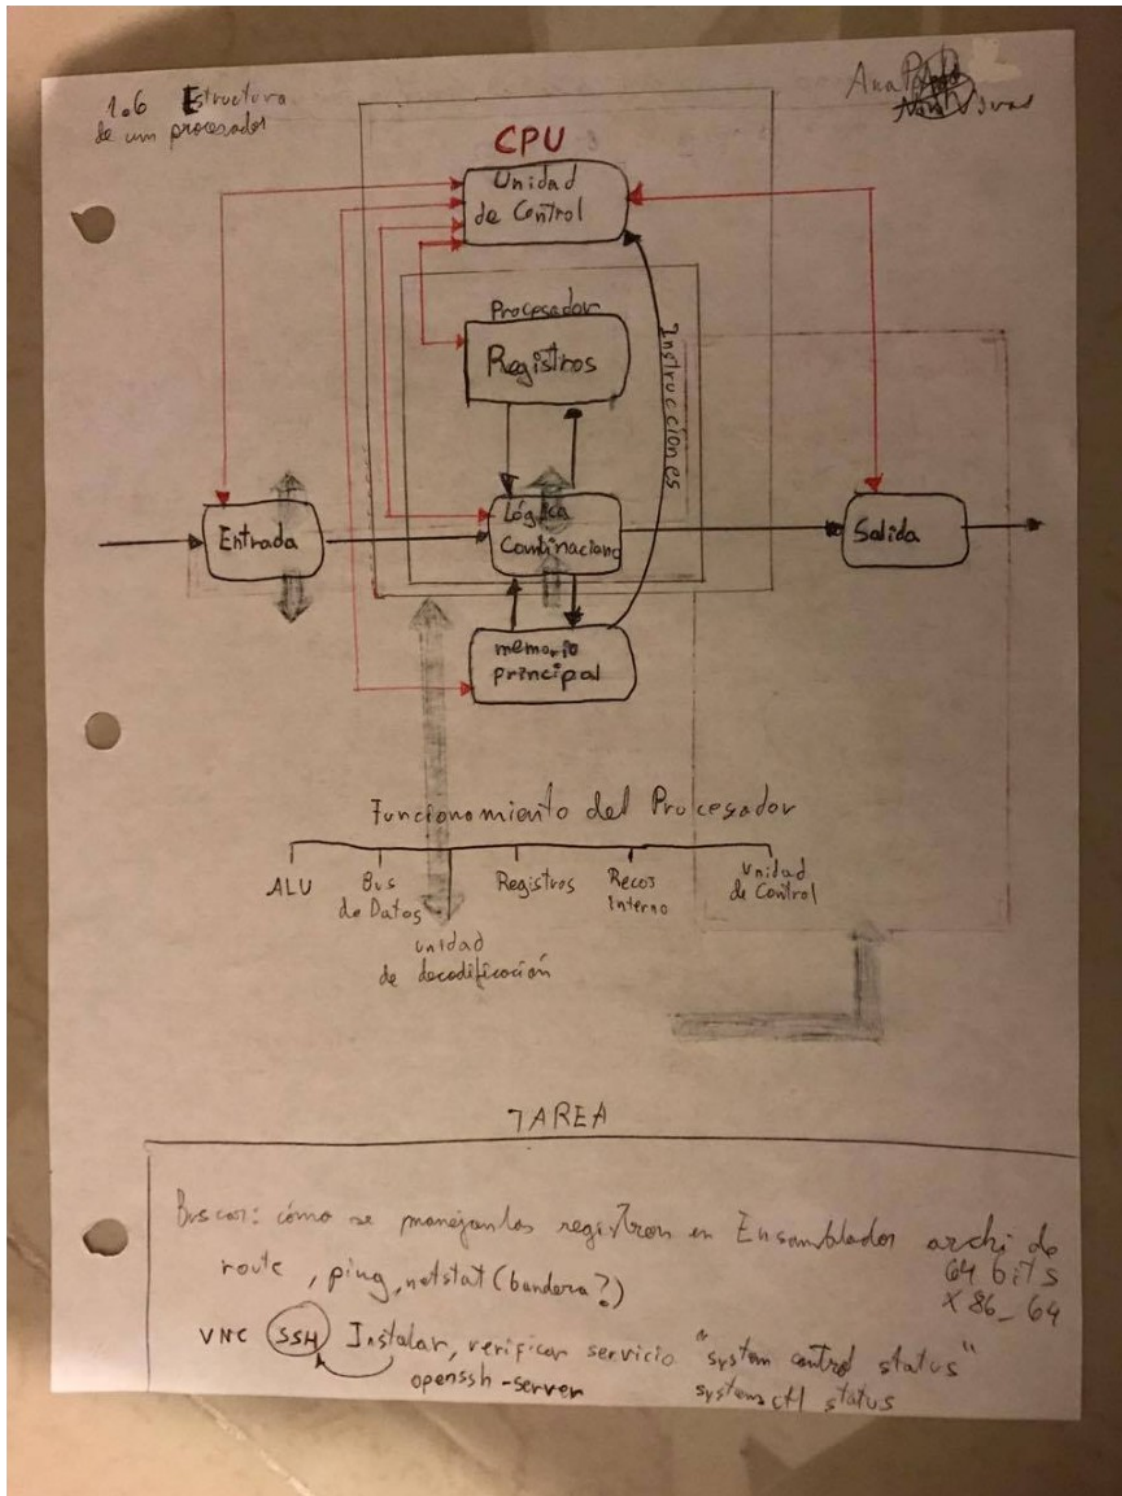 1.6 Estructura
de un procesador
Ana
CPU
Unidad
de Control
Procesador
Registros
Instrucciones
Entrada
Lógica
Combinaciona
Salida
memoria
principal
Funcionamiento del Procesador
ALU
Bus
de Datos
unidad
de decodificación
Registros
Interno
Unidad
de Control
TAREA
Buscar: cómo se manejan los registros en Ensamblador archi de
64 bits
x86_64
route, ping, netstat (bandera?)
VNC SSH Instalar, verificar servicio "system control status"
openssh-server
systemctl status